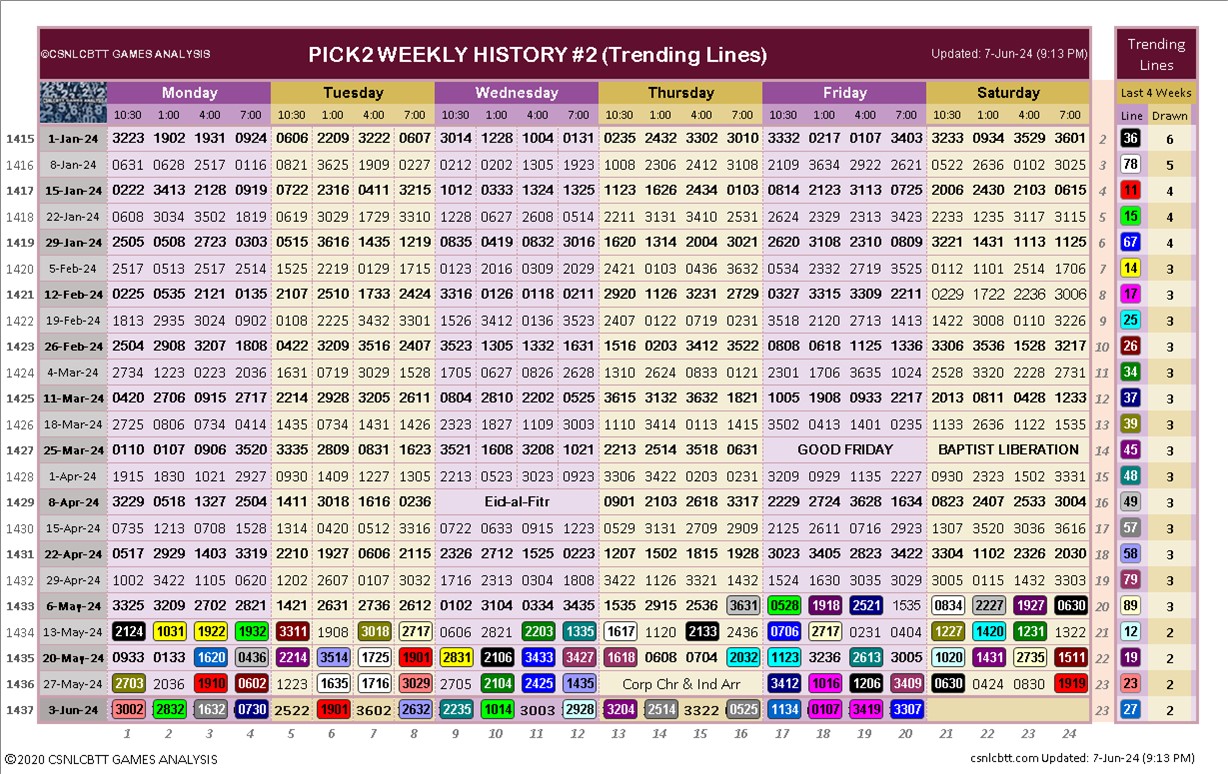 ©CSNLCBTT GAMES ANALYSIS PICK2 WEEKLY HISTORY #2 (Trending Lines) Updated: 7-Jun-24 (9:13 PM) Trending Lines
Monday Tuesday Wednesday Thursday Friday Saturday Last 4 Weeks
10:30 1:00 4:00 7:00 10:30 1:00 4:00 7:00 10:30 1:00 4:00 7:00 10:30 1:00 4:00 7:00 10:30 1:00 4:00 7:00 10:30 1:00 4:00 7:00 Line Drawn
1415 1-Jan-24 3223 1902 1931 0924 0606 2209 3222 0607 3014 1228 1004 0131 0235 2432 3302 3010 3332 0217 0107 3403 3233 0934 3529 3601 2 36 6
1416 8-Jan-24 0631 0628 2517 0116 0821 3625 1909 0227 0212 0202 1305 1923 1008 2306 2412 3108 2109 3634 2222 2621 0522 2636 0102 3025 3 78 5
1417 15-Jan-24 0222 3413 2128 0919 0722 2316 0411 3215 1012 0333 1324 1325 1123 1626 2434 0103 0814 2123 3113 0725 2006 2430 2103 0615 4 11 4
1418 22-Jan-24 0608 3034 3502 1819 0619 3029 1729 3310 1228 0627 2608 0514 2211 3131 3410 2531 2624 2329 2313 3423 2233 1235 3117 3115 5 15 4
1419 29-Jan-24 2505 0508 2723 0303 0515 3616 1435 1219 0835 0419 0832 3016 1620 1314 2004 3021 2620 3108 2310 0809 3221 1431 1113 1125 6 67 4
1420 5-Feb-24 2517 0513 2517 2514 1525 2219 0129 1715 0123 2016 0309 2029 2421 0103 0436 3632 0534 2332 2719 3525 0112 1101 2514 1706 7 14 3
1421 12-Feb-24 0225 0535 2121 0135 2107 2510 1733 2424 3316 0126 0118 0211 2920 1126 3231 2729 0327 3315 3309 2211 0229 1722 2236 3006 8 17 3
1422 19-Feb-24 1813 2935 3024 0902 0108 2225 3432 3301 1526 3412 0136 3523 2407 0122 0719 0231 3518 2120 2713 1413 1422 3008 0110 3226 9 25 3
1423 26-Feb-24 2504 2908 3207 1808 0422 3209 3516 2407 3523 1305 1332 1631 1516 0203 3412 3522 0808 0618 1125 1336 3306 3536 1528 3217 10 26 3
1424 4-Mar-24 2734 1223 0223 2036 1631 0719 3029 1528 1705 0627 0826 2628 1310 2624 0833 0121 2301 1706 3635 1024 2528 3320 2228 2731 11 34 3
1425 11-Mar-24 0420 2706 0915 2717 2214 2928 3205 2611 0804 2810 2202 0525 3615 3132 3632 1821 1005 1908 0933 2217 2013 0811 0428 1233 12 37 3
1426 18-Mar-24 2725 0806 0734 0414 1435 0734 1431 1426 2323 1827 1109 3003 1110 3414 0113 1415 3502 0413 1401 0235 1133 2636 1122 1535 13 39 3
1427 25-Mar-24 0110 0107 0906 3520 3335 2809 0831 1623 3521 1608 3208 1021 2213 2514 3518 0631 GOOD FRIDAY BAPTIST LIBERATION 14 45 3
1428 1-Apr-24 1915 1830 1021 2927 0930 1409 1227 1305 2213 0523 3023 0923 3306 3422 0203 0231 3209 0929 1135 2227 0930 2323 1502 3331 15 48 3
1429 8-Apr-24 3229 0518 1327 2504 1411 3018 1616 0236 Eid-al-Fitr 0901 2103 2618 3317 2229 2724 3628 1634 0823 2407 2533 3004 16 49 3
1430 15-Apr-24 0735 1213 0708 1528 1314 0420 0512 3316 0722 0633 0915 1223 0529 3131 2709 2909 2125 2611 0716 2923 1307 3520 3036 3616 17 57 3
1431 22-Apr-24 0517 2929 1403 3319 2210 1927 0606 2115 2326 2712 1525 0223 1207 1502 1815 1928 3023 3405 2823 3422 3304 1102 2326 2030 18 58 3
1432 29-Apr-24 1002 3422 1105 0620 1202 2607 0107 3032 1716 2313 0304 1808 3422 1126 3321 1432 1524 1630 3035 3029 3005 0115 1432 3303 19 79 3
1433 6-May-24 3325 3209 2702 2821 1421 2631 2736 2612 0102 3104 0334 3435 1535 2915 2536 3631 0528 1918 2521 1535 0834 2227 1927 0630 20 89 3
1434 13-May-24 2124 1031 1922 1932 3311 1908 3018 2717 0606 2821 2203 1335 1617 1120 2133 2436 0706 2717 0231 0404 1227 1420 1231 1322 21 12 2
1435 20-May-24 0933 0133 1620 0436 2214 3514 1725 1901 2831 2106 3433 3427 1618 0608 0704 2032 1123 3236 2613 3005 1020 1431 2735 1511 22 19 2
1436 27-May-24 2703 2036 1910 0602 1223 1635 1716 3029 2705 2104 2425 1435 Corp Chr & Ind Arr 3412 1016 1206 3409 0630 0424 0830 1919 23 23 2
1437 3-Jun-24 3002 2832 1632 0730 2522 1901 3602 2632 2235 1014 3003 2928 3204 2514 3322 0525 1134 0107 3419 3307 23 27 2
1 2 3 4 5 6 7 8 9 10 11 12 13 14 15 16 17 18 19 20 21 22 23 24
©2020 CSNLCBTT GAMES ANALYSIS csnlcbtt.com Updated: 7-Jun-24 (9:13 PM)